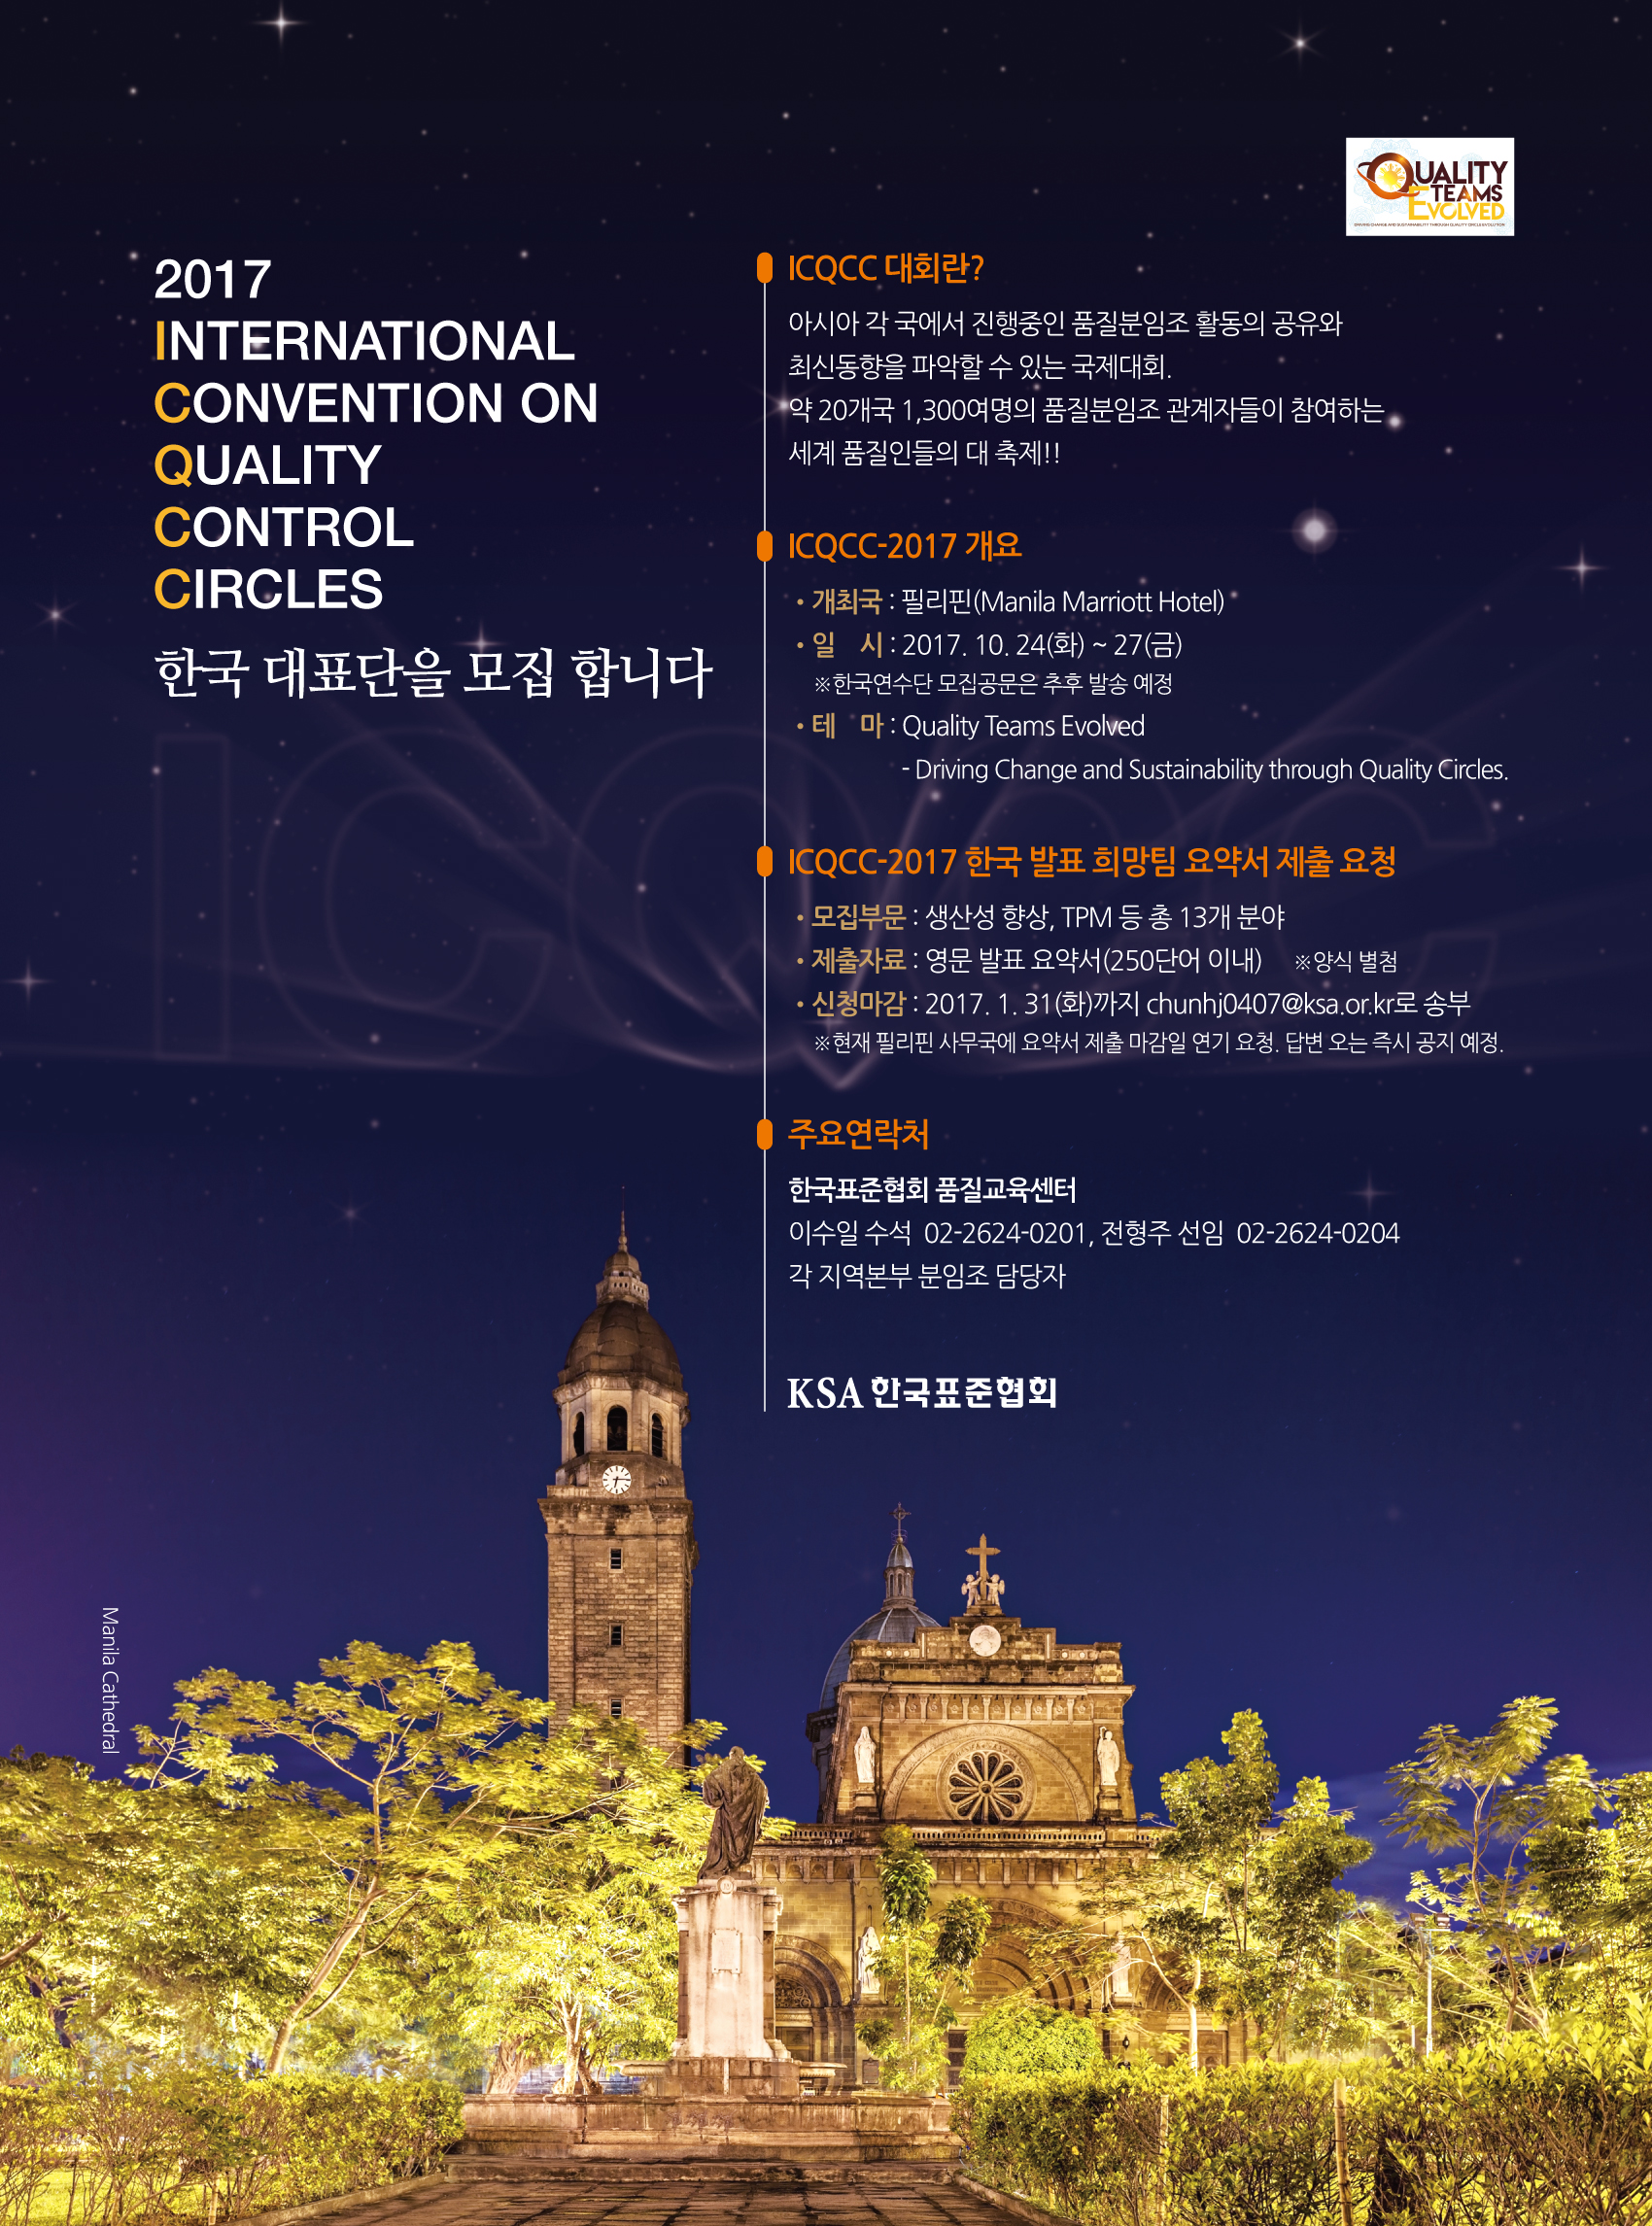 QUALITY
TEAMS
EVOLVED
DRIVING CHANGE AND SUSTAINABILITY THROUGH QUALITY CIRCLES EVOLUTION
2017
INTERNATIONAL
CONVENTION ON
QUALITY
CONTROL
CIRCLES
한국 대표단을 모집 합니다
ICQCC
ICQCC 대회란?
아시아 각 국에서 진행중인 품질분임조 활동의 공유와
최신동향을 파악할 수 있는 국제대회.
약 20개국 1,300여명의 품질분임조 관계자들이 참여하는
세계 품질인들의 대 축제!!
ICQCC-2017 개요
• 개최국 : 필리핀(Manila Marriott Hotel)
• 일 시 : 2017. 10. 24(화) ~ 27(금)
※한국연수단 모집공문은 추후 발송 예정
• 테 마 : Quality Teams Evolved
- Driving Change and Sustainability through Quality Circles.
ICQCC-2017 한국 발표 희망팀 요약서 제출 요청
• 모집부문 : 생산성 향상, TPM 등 총 13개 분야
• 제출자료 : 영문 발표 요약서(250단어 이내) ※양식 별첨
• 신청마감 : 2017. 1. 31(화)까지 chunhj0407@ksa.or.kr로 송부
※현재 필리핀 사무국에 요약서 제출 마감일 연기 요청. 답변 오는 즉시 공지 예정.
주요연락처
한국표준협회 품질교육센터
이수일 수석 02-2624-0201, 전형주 선임 02-2624-0204
각 지역본부 분임조 담당자
KSA 한국표준협회
Manila Cathedral